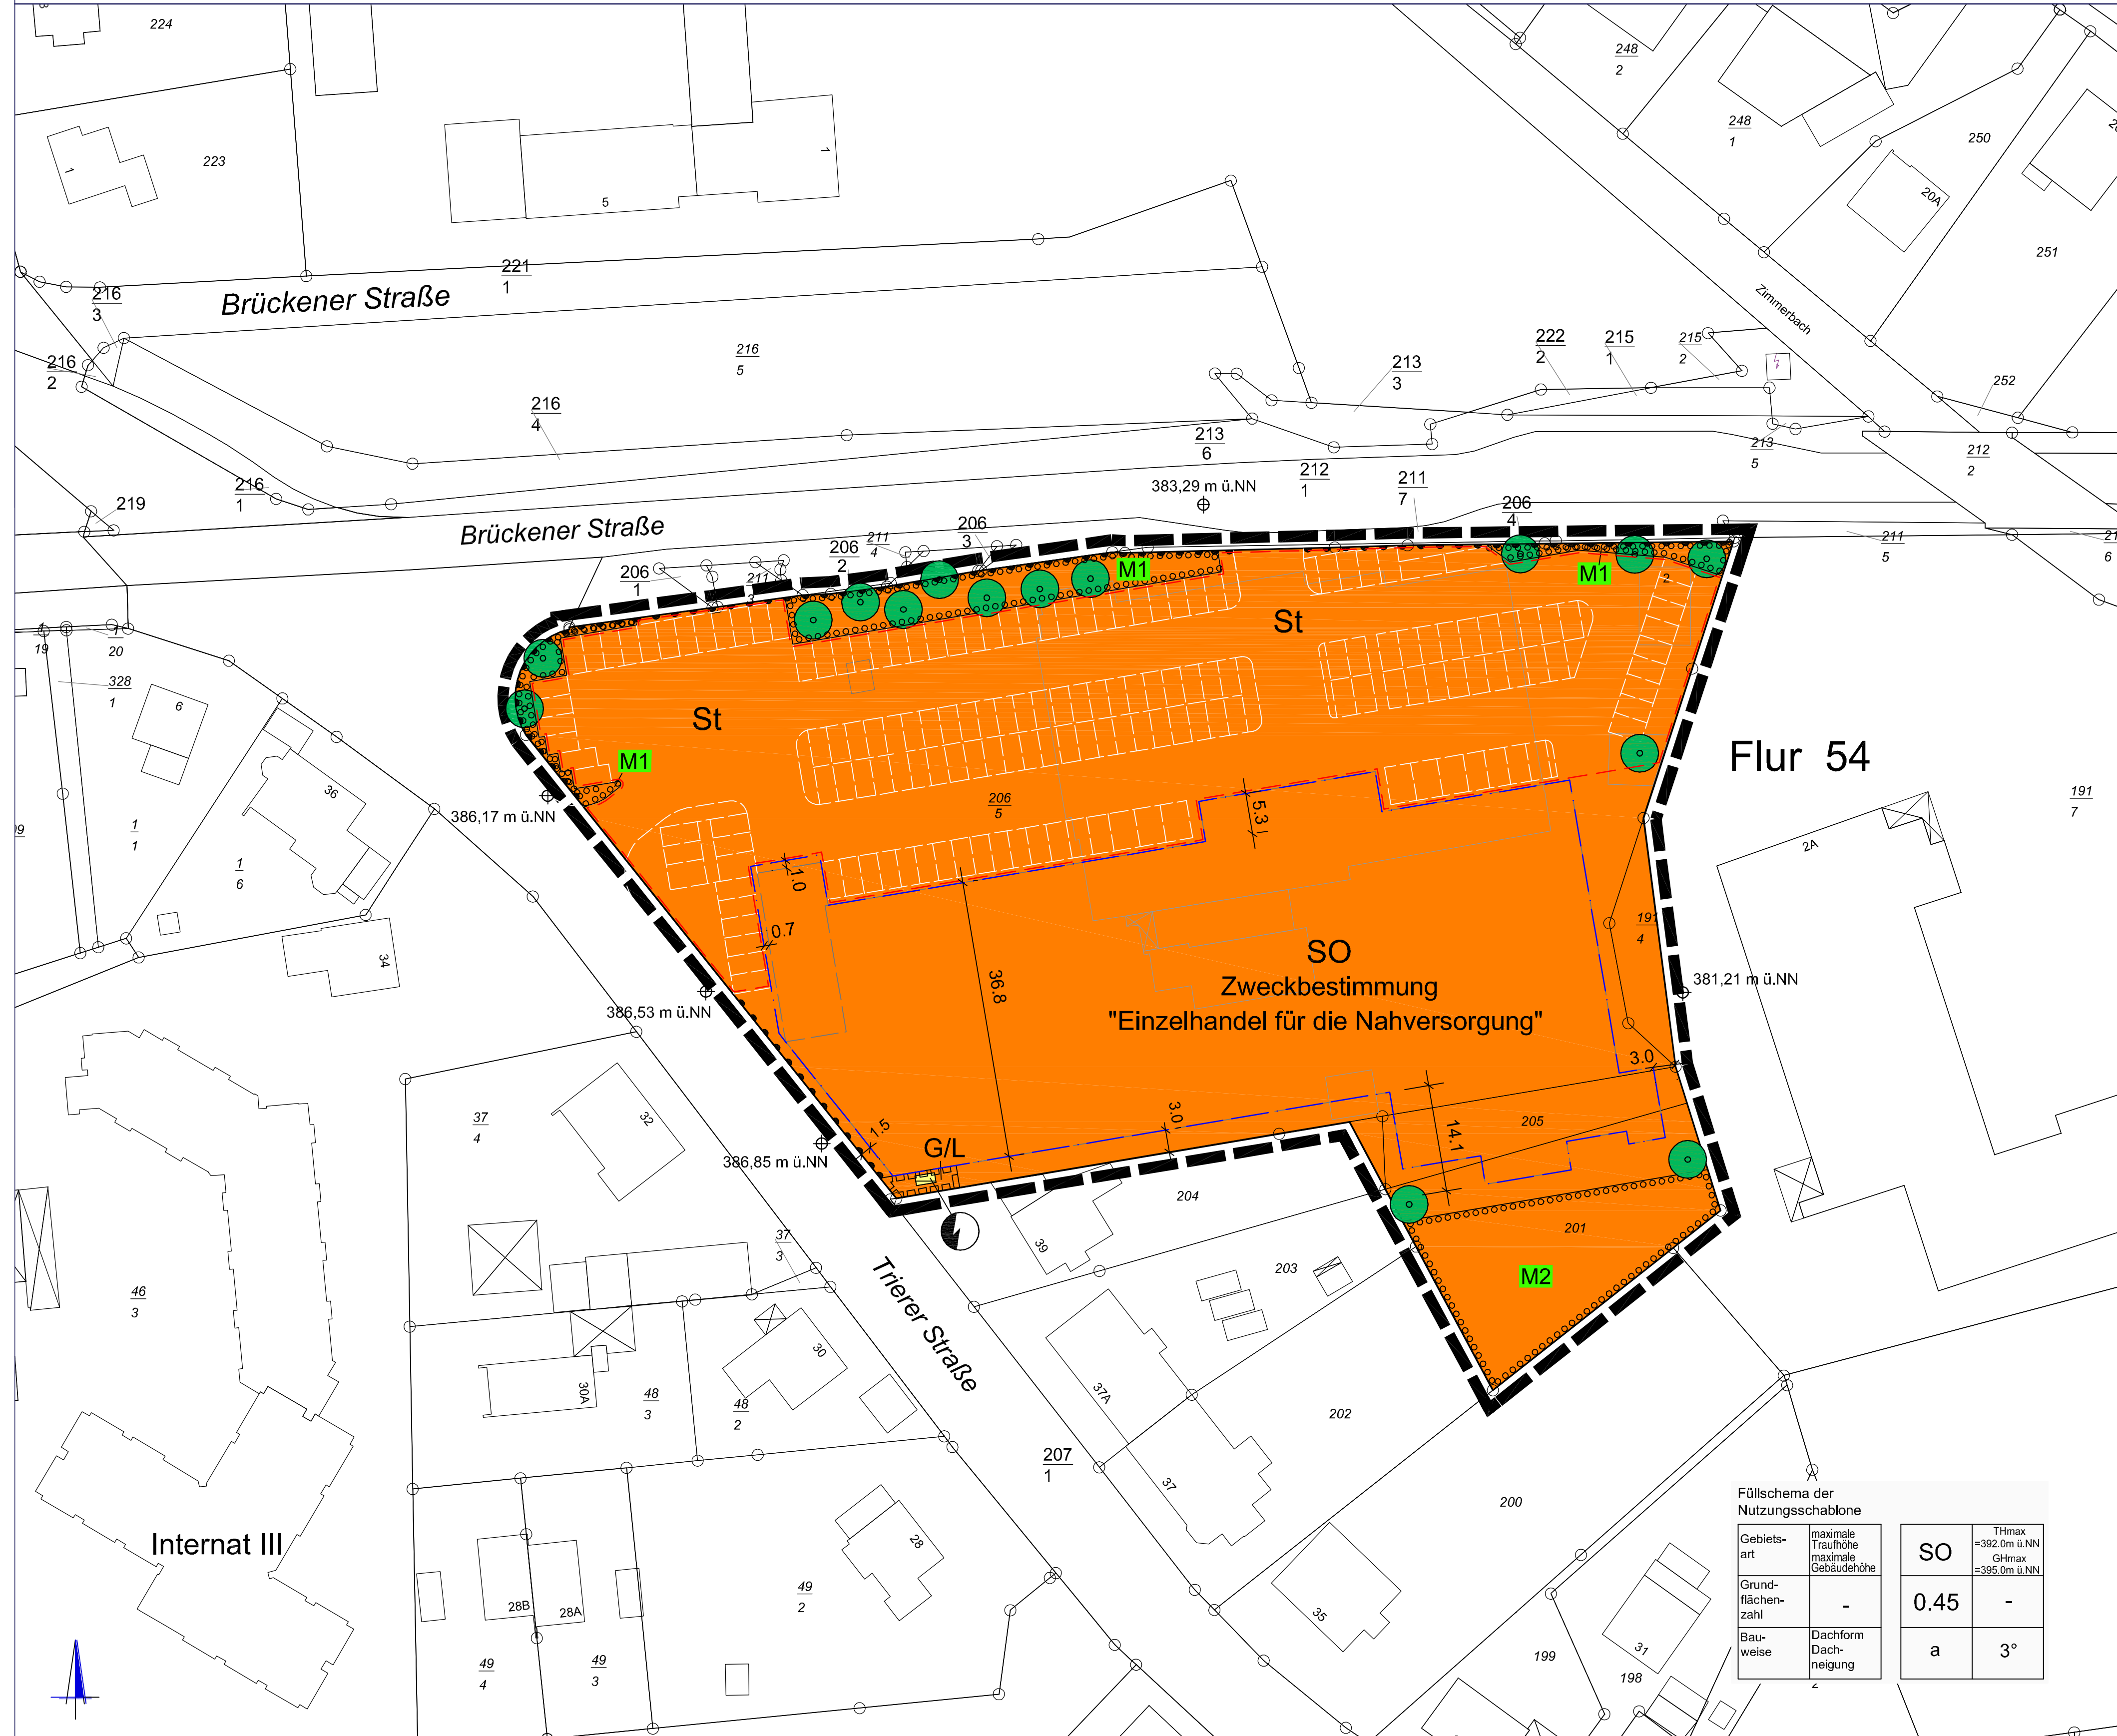 224
248
2
248
1
250
223
1
1
5
20A
251
221
1
216
3
Brückener Straße
Zimmerbach
216
5
222
2
215
1
215
2
216
2
213
3
252
216
4
213
6
213
5
212
2
212
1
211
7
216
1
219
383,29 m ü.NN
206
4
Brückener Straße
206
3
211
4
206
2
211
5
6
206
1
211
3
M1
M1
2
1
19
1
20
St
328
1
6
St
M1
Flur 54
36
386,17 m ü.NN
206
5
5.3
191
7
1
1
1
6
2A
1.0
0.7
191
4
34
36.8
SO
Zweckbestimmung
"Einzelhandel für die Nahversorgung"
381,21 m ü.NN
386,53 m ü.NN
3.0
37
4
32
1.5
3.0
14.1
205
G/L
386,85 m ü.NN
204
201
39
37
3
203
M2
46
3
Trierer Straße
30
30A
48
3
48
2
37A
202
207
1
37
200
Internat III
28
28B
28A
49
2
35
31
199
198
49
4
49
3
Füllschema der
Nutzungsschablone
Gebiets-
art
maximale
Traufhöhe
maximale
Gebäudehöhe
SO
THmax
=392.0m ü.NN
GHmax
=395.0m ü.NN
Grund-
flächen-
zahl
-
0.45
-
Bau-
weise
Dachform
Dach-
neigung
a
3°
2